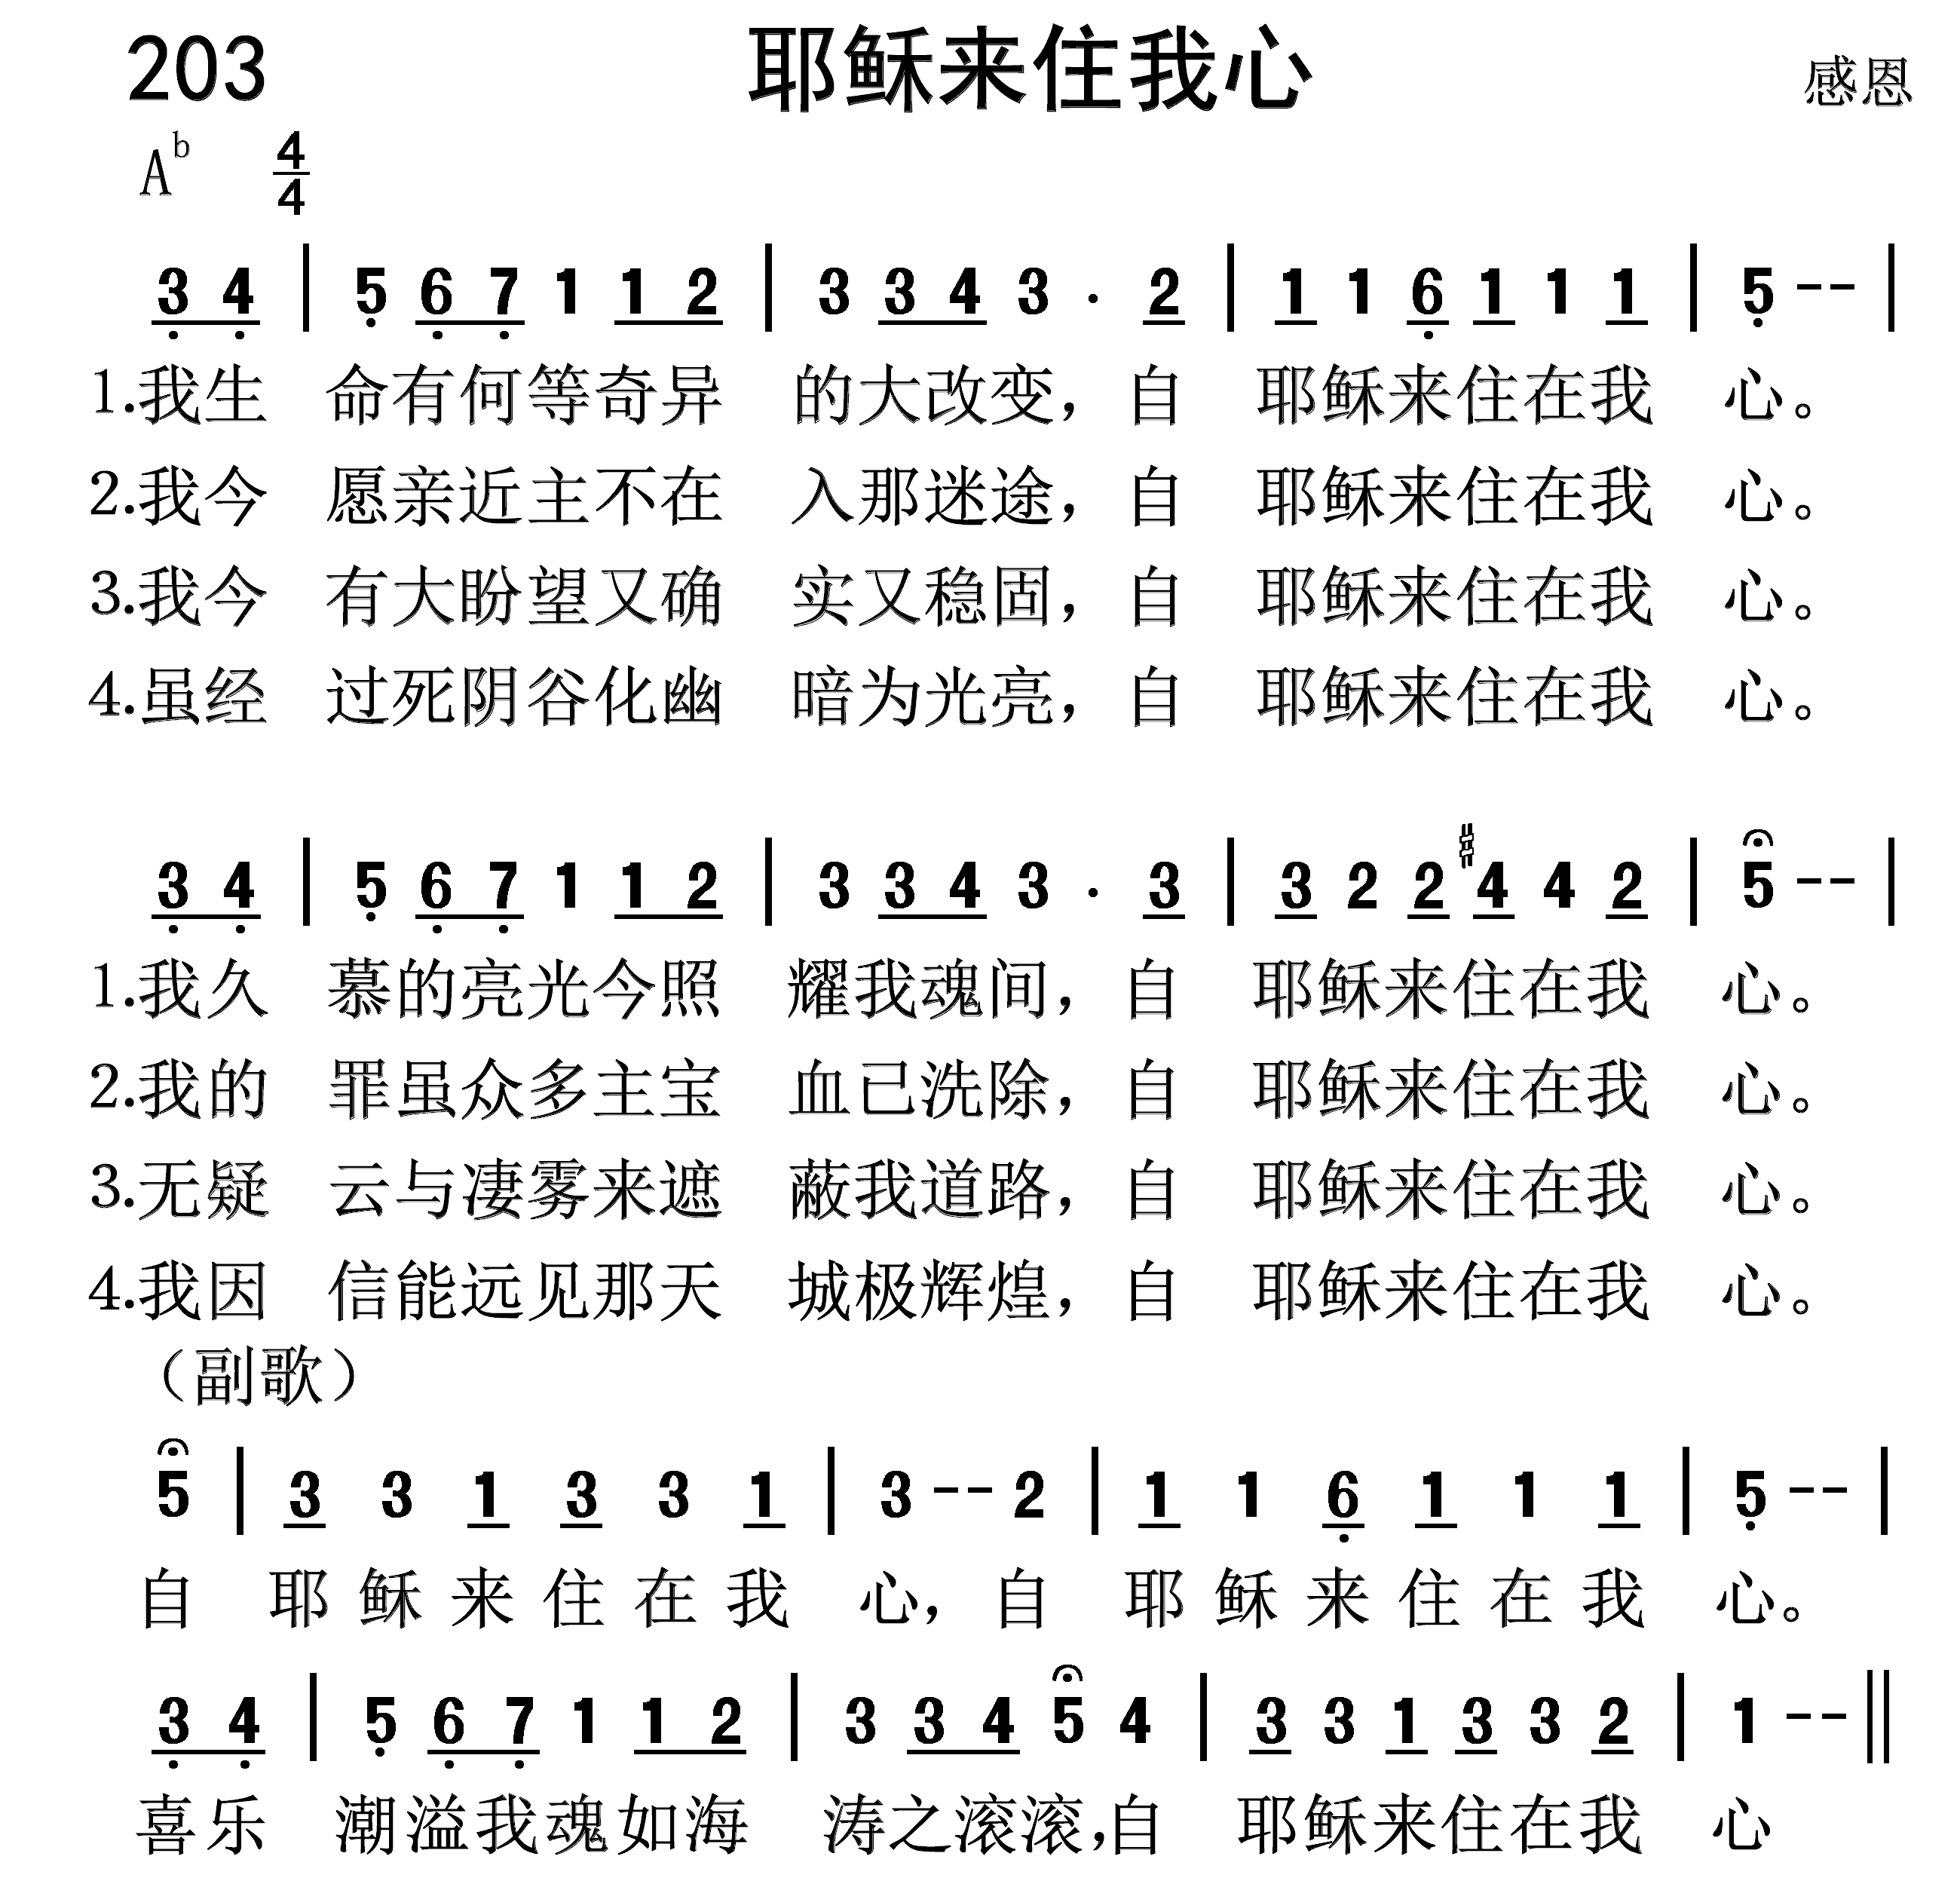 203 耶稣来住我心 感恩
A♭ 4/4
3 4 | 5 6 7 1 1 2 | 3 3 4 3 · 2 | 1 1 6 1 1 1 | 5 -- |
1.我生 命有何等奇异 的大改变，自 耶稣来住在我 心。
2.我今 愿亲近主不在 入那迷途，自 耶稣来住在我 心。
3.我今 有大盼望又确 实又稳固，自 耶稣来住在我 心。
4.虽经 过死阴谷化幽 暗为光亮，自 耶稣来住在我 心。
3 4 | 5 6 7 1 1 2 | 3 3 4 3 · 3 | 3 2 2 #4 4 2 | 5 -- |
1.我久 慕的亮光今照 耀我魂间，自 耶稣来住在我 心。
2.我的 罪虽众多主宝 血已洗除，自 耶稣来住在我 心。
3.无疑 云与凄雾来遮 蔽我道路，自 耶稣来住在我 心。
4.我因 信能远见那天 城极辉煌，自 耶稣来住在我 心。
（副歌）
5 | 3 3 1 3 3 1 | 3 -- 2 | 1 1 6 1 1 1 | 5 -- |
自 耶稣来住在我 心，自 耶稣来住在我 心。
3 4 | 5 6 7 1 1 2 | 3 3 4 5 4 | 3 3 1 3 3 2 | 1 -- ||
喜乐 潮溢我魂如海 涛之滚滚，自 耶稣来住在我 心